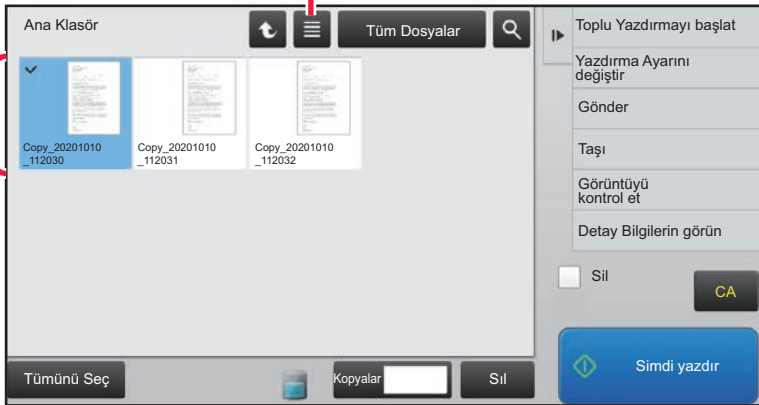 Ana Klasör
Tüm Dosyalar
Copy_20201010
_112030
Copy_20201010
_112031
Copy_20201010
_112032
Tümünü Seç
Kopyalar
Sıl
Toplu Yazdırmayı başlat
Yazdırma Ayarını
değiştir
Gönder
Taşı
Görüntüyü
kontrol et
Detay Bilgilerin görün
Sil
CA
Simdi yazdır